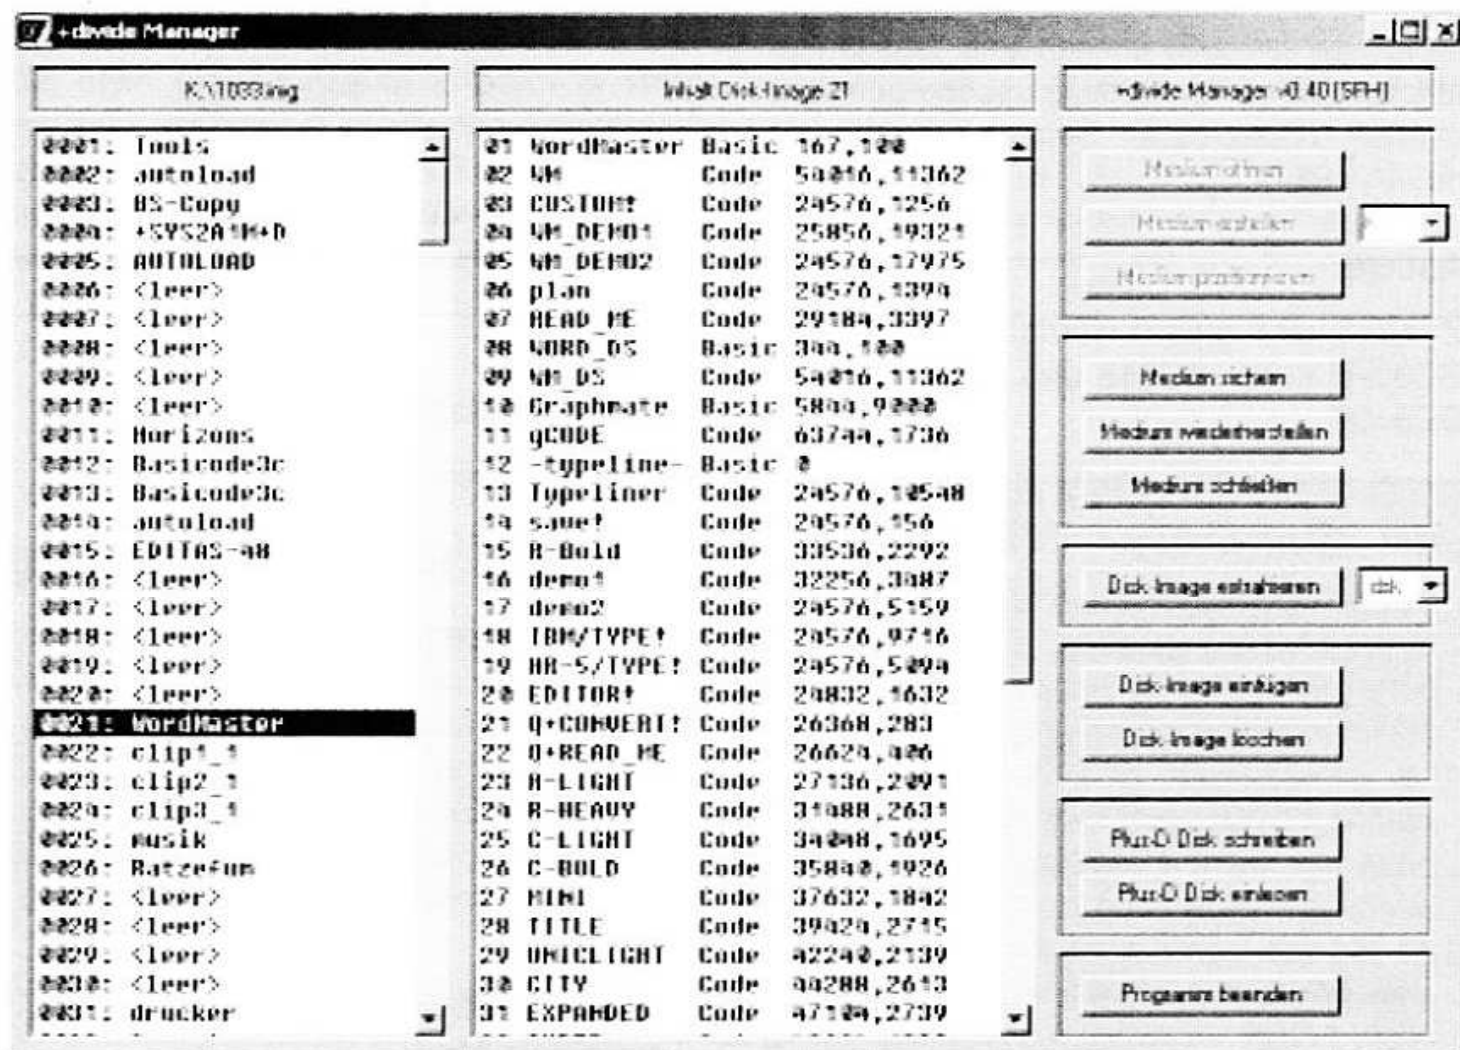 +divide Manager
K:\1033.img
0001: Tools
0002: autoload
0003: BS-Copy
0004: +SYS2A1M+D
0005: AUTOLOAD
0006: <leer>
0007: <leer>
0008: <leer>
0009: <leer>
0010: <leer>
0011: Horizons
0012: Basicode3c
0013: Basicode3c
0014: autoload
0015: EDITAS-48
0016: <leer>
0017: <leer>
0018: <leer>
0019: <leer>
0020: <leer>
0021: WordMaster
0022: clip1_1
0023: clip2_1
0024: clip3_1
0025: musik
0026: Ratzefum
0027: <leer>
0028: <leer>
0029: <leer>
0030: <leer>
0031: drucker
Inhalt Disk-Image 21
01 WordMaster Basic 167,100
02 WM Code 54016,11362
03 CUSTOM! Code 24576,1256
04 WM_DEMO1 Code 25856,19321
05 WM_DEMO2 Code 24576,17975
06 plan Code 24576,1394
07 READ_ME Code 29184,3397
08 WORD_DS Basic 344,100
09 WM_DS Code 54016,11362
10 Graphmate Basic 5844,9000
11 gCODE Code 63744,1736
12 -typeline- Basic 0
13 Typeliner Code 24576,10548
14 save! Code 24576,156
15 R-Bold Code 33536,2292
16 demo1 Code 32256,3487
17 demo2 Code 24576,5159
18 IBM/TYPE! Code 24576,9716
19 HR-S/TYPE! Code 24576,5094
20 EDITOR! Code 24832,1632
21 Q+CONVERT! Code 26368,283
22 Q+READ_ME Code 26624,406
23 R-LIGHT Code 27136,2091
24 R-HEAVY Code 31488,2631
25 C-LIGHT Code 34048,1695
26 C-BOLD Code 35840,1926
27 MINI Code 37632,1842
28 TITLE Code 39424,2715
29 UNICLIGHT Code 42240,2139
30 CITY Code 44288,2613
31 EXPANDED Code 47104,2739
+divide Manager v0.40 [SFH]
Medium öffnen
Medium erstellen
Medium sichern
Medium wiederherstellen
Medium schließen
Disk-Image extrahieren
dsk
Disk-Image einfügen
Disk-Image löschen
Plus-D Disk schreiben
Plus-D Disk einlesen
Programm beenden